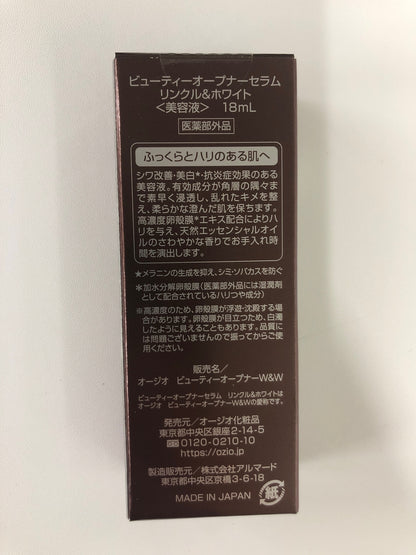 ビューティーオープナーセラム
リンクル&ホワイト
＜美容液＞ 18mL
医薬部外品
ふっくらとハリのある肌へ
シワ改善・美白*・抗炎症効果のある
美容液。有効成分が角層の隅々ま
で素早く浸透し、乱れたキメを整
え、柔らかな澄んだ肌を保ちます。
高濃度卵殻膜*エキス配合によりハ
リを与え、天然エッセンシャルオイ
ルのさわやかな香りでお手入れ時
間を演出します。
★メラニンの生成を抑え、シミ・ソバカスを防ぐ
*加水分解卵殻膜(医薬部外品には湿潤剤
として配合されているハリつや成分)
※高濃度のため、卵殻膜が浮遊・沈殿する場
合があります。卵殻膜が目立つため、白濁
したように見えることもあります。品質に
は問題ございませんので振ってからご使
用ください。
販売名／
オージオ ビューティーオープナーW&W
ビューティーオープナーセラム リンクル&ホワイトは
オージオ ビューティーオープナーW&Wの愛称です。
発売元／オージオ化粧品
東京都中央区銀座2-14-5
0120-0210-10
https://ozio.jp
製造販売元／株式会社アルマード
東京都中央区京橋3-6-18
MADE IN JAPAN
紙